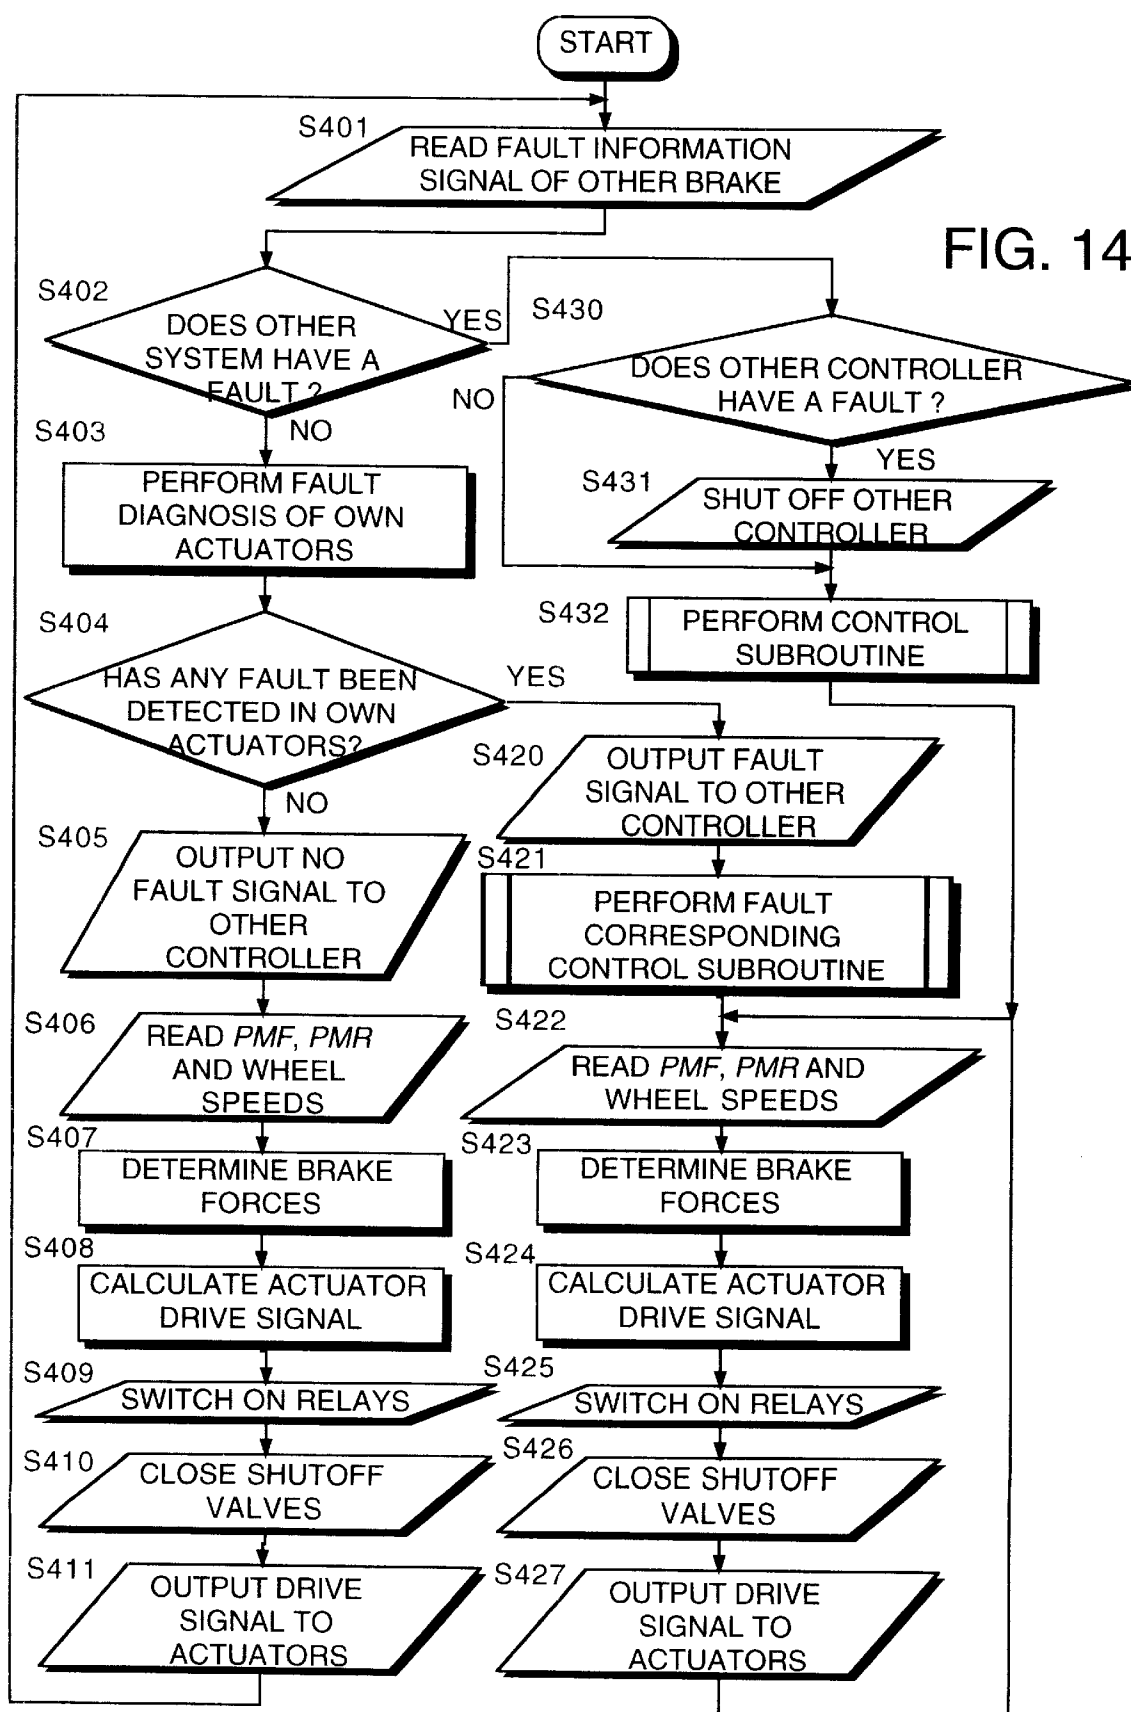 START
S401
READ FAULT INFORMATION
SIGNAL OF OTHER BRAKE
FIG. 14
S402
DOES OTHER
SYSTEM HAVE A
FAULT ?
YES
NO
S430
DOES OTHER CONTROLLER
HAVE A FAULT ?
NO
YES
S403
PERFORM FAULT
DIAGNOSIS OF OWN
ACTUATORS
S431
SHUT OFF OTHER
CONTROLLER
S432
PERFORM CONTROL
SUBROUTINE
S404
HAS ANY FAULT BEEN
DETECTED IN OWN
ACTUATORS?
YES
NO
S420
OUTPUT FAULT
SIGNAL TO OTHER
CONTROLLER
S405
OUTPUT NO
FAULT SIGNAL TO
OTHER
CONTROLLER
S421
PERFORM FAULT
CORRESPONDING
CONTROL SUBROUTINE
S406
READ PMF, PMR
AND WHEEL
SPEEDS
S422
READ PMF, PMR AND
WHEEL SPEEDS
S407
DETERMINE BRAKE
FORCES
S423
DETERMINE BRAKE
FORCES
S408
CALCULATE ACTUATOR
DRIVE SIGNAL
S424
CALCULATE ACTUATOR
DRIVE SIGNAL
S409
SWITCH ON RELAYS
S425
SWITCH ON RELAYS
S410
CLOSE SHUTOFF
VALVES
S426
CLOSE SHUTOFF
VALVES
S411
OUTPUT DRIVE
SIGNAL TO
ACTUATORS
S427
OUTPUT DRIVE
SIGNAL TO
ACTUATORS